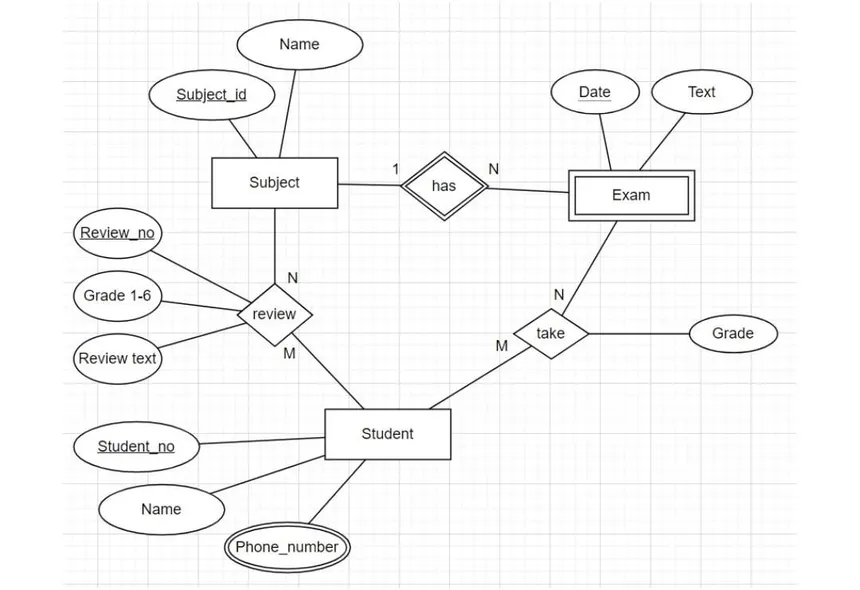 Name
Subject_id
Date
Text
Subject
1
has
N
Exam
Review_no
Grade 1-6
Review text
N
review
M
N
take
M
Grade
Student
Student_no
Name
Phone_number